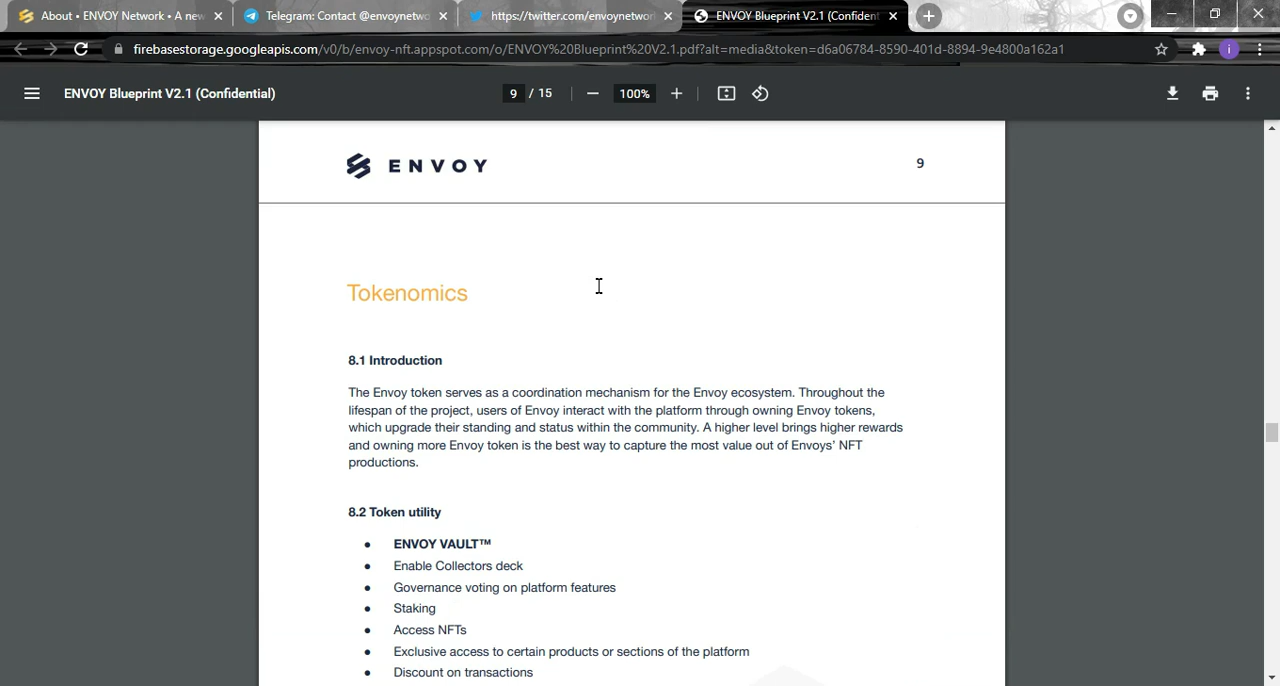 About • ENVOY Network • A new
Telegram: Contact @envoynetwo
https://twitter.com/envoynetwor
ENVOY Blueprint V2.1 (Confident
firebasestorage.googleapis.com/v0/b/envoy-nft.appspot.com/o/ENVOY%20Blueprint%20V2.1.pdf?alt=media&token=d6a06784-8590-401d-8894-9e4800a162a1
i
ENVOY Blueprint V2.1 (Confidential)
9 / 15
100%
ENVOY
9
Tokenomics
8.1 Introduction
The Envoy token serves as a coordination mechanism for the Envoy ecosystem. Throughout the
lifespan of the project, users of Envoy interact with the platform through owning Envoy tokens,
which upgrade their standing and status within the community. A higher level brings higher rewards
and owning more Envoy token is the best way to capture the most value out of Envoys' NFT
productions.
8.2 Token utility
• ENVOY VAULT™
• Enable Collectors deck
• Governance voting on platform features
• Staking
• Access NFTs
• Exclusive access to certain products or sections of the platform
• Discount on transactions